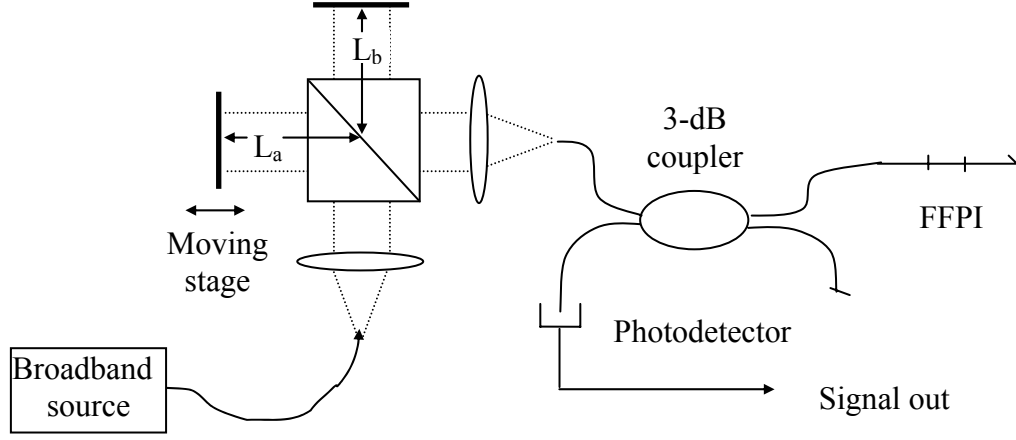 L_b
L_a
3-dB
coupler
FFPI
Moving
stage
Photodetector
Broadband
source
Signal out